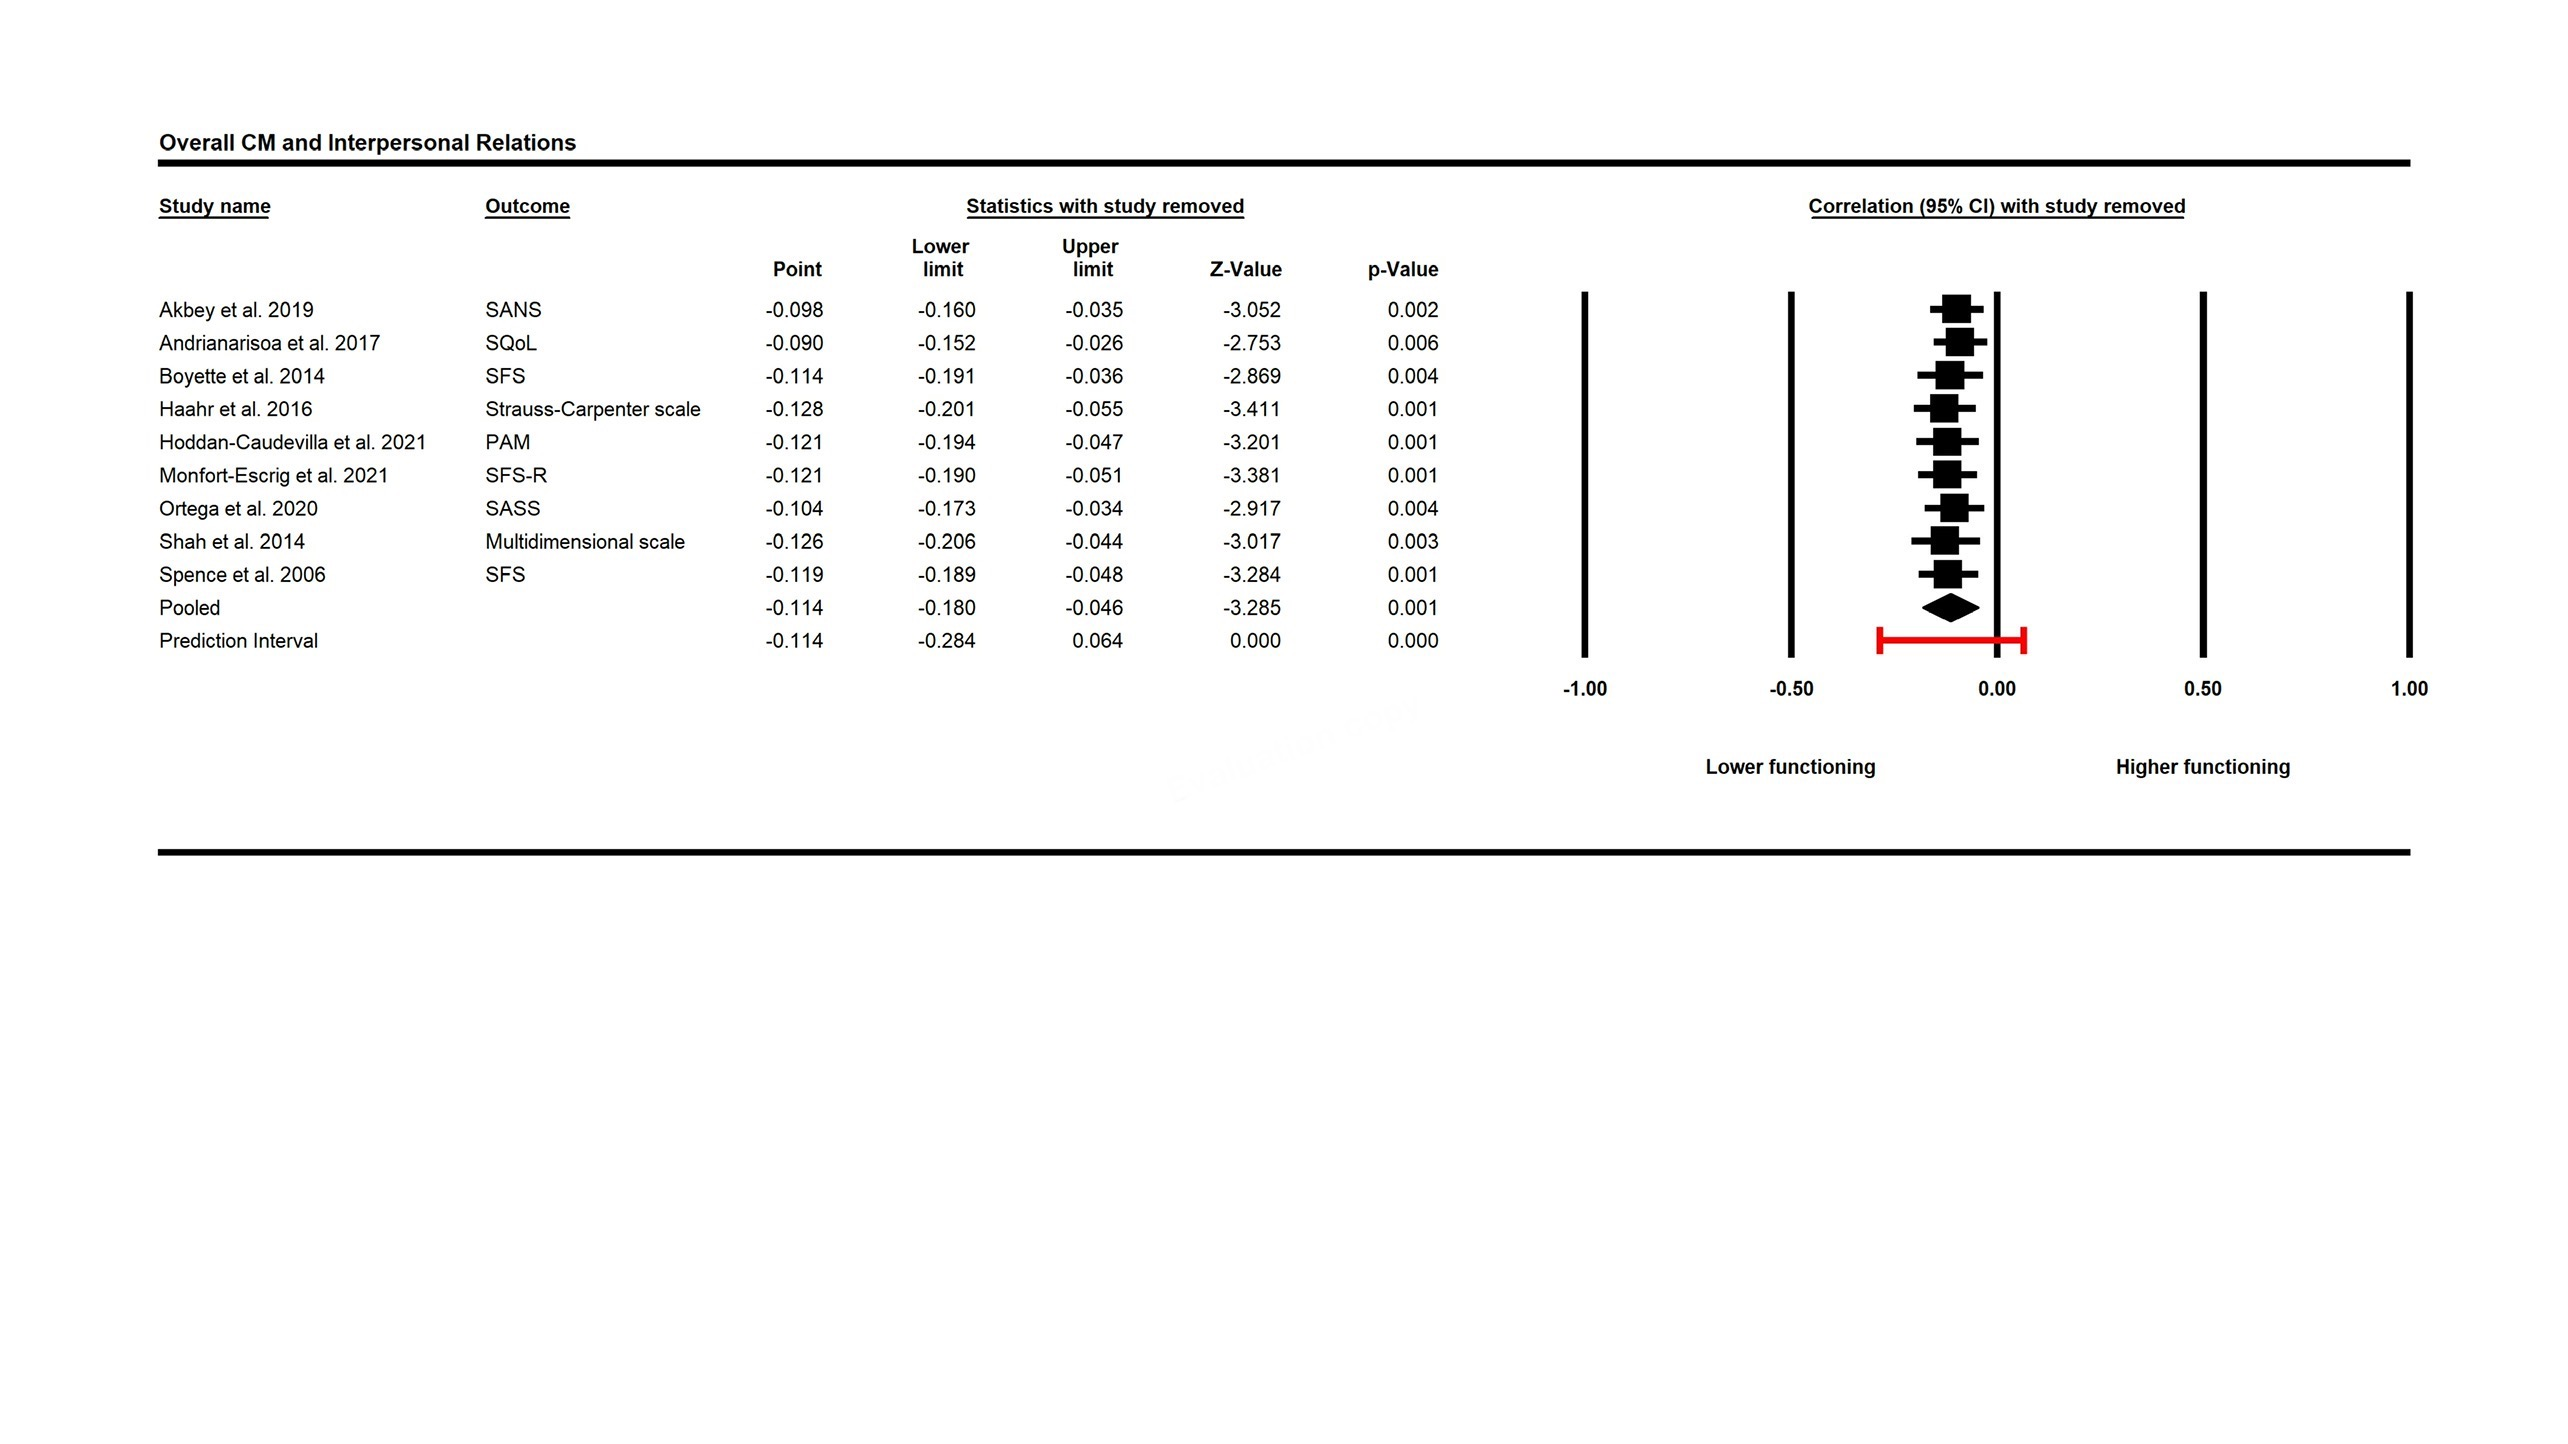 Overall CM and Interpersonal Relations
Study name Outcome Statistics with study removed Correlation (95% CI) with study removed
Lower Upper
Point limit limit Z-Value p-Value
Akbey et al. 2019 SANS -0.098 -0.160 -0.035 -3.052 0.002
Andrianarisoa et al. 2017 SQoL -0.090 -0.152 -0.026 -2.753 0.006
Boyette et al. 2014 SFS -0.114 -0.191 -0.036 -2.869 0.004
Haahr et al. 2016 Strauss-Carpenter scale -0.128 -0.201 -0.055 -3.411 0.001
Hoddan-Caudevilla et al. 2021 PAM -0.121 -0.194 -0.047 -3.201 0.001
Monfort-Escrig et al. 2021 SFS-R -0.121 -0.190 -0.051 -3.381 0.001
Ortega et al. 2020 SASS -0.104 -0.173 -0.034 -2.917 0.004
Shah et al. 2014 Multidimensional scale -0.126 -0.206 -0.044 -3.017 0.003
Spence et al. 2006 SFS -0.119 -0.189 -0.048 -3.284 0.001
Pooled -0.114 -0.180 -0.046 -3.285 0.001
Prediction Interval -0.114 -0.284 0.064 0.000 0.000
-1.00 -0.50 0.00 0.50 1.00
Lower functioning Higher functioning